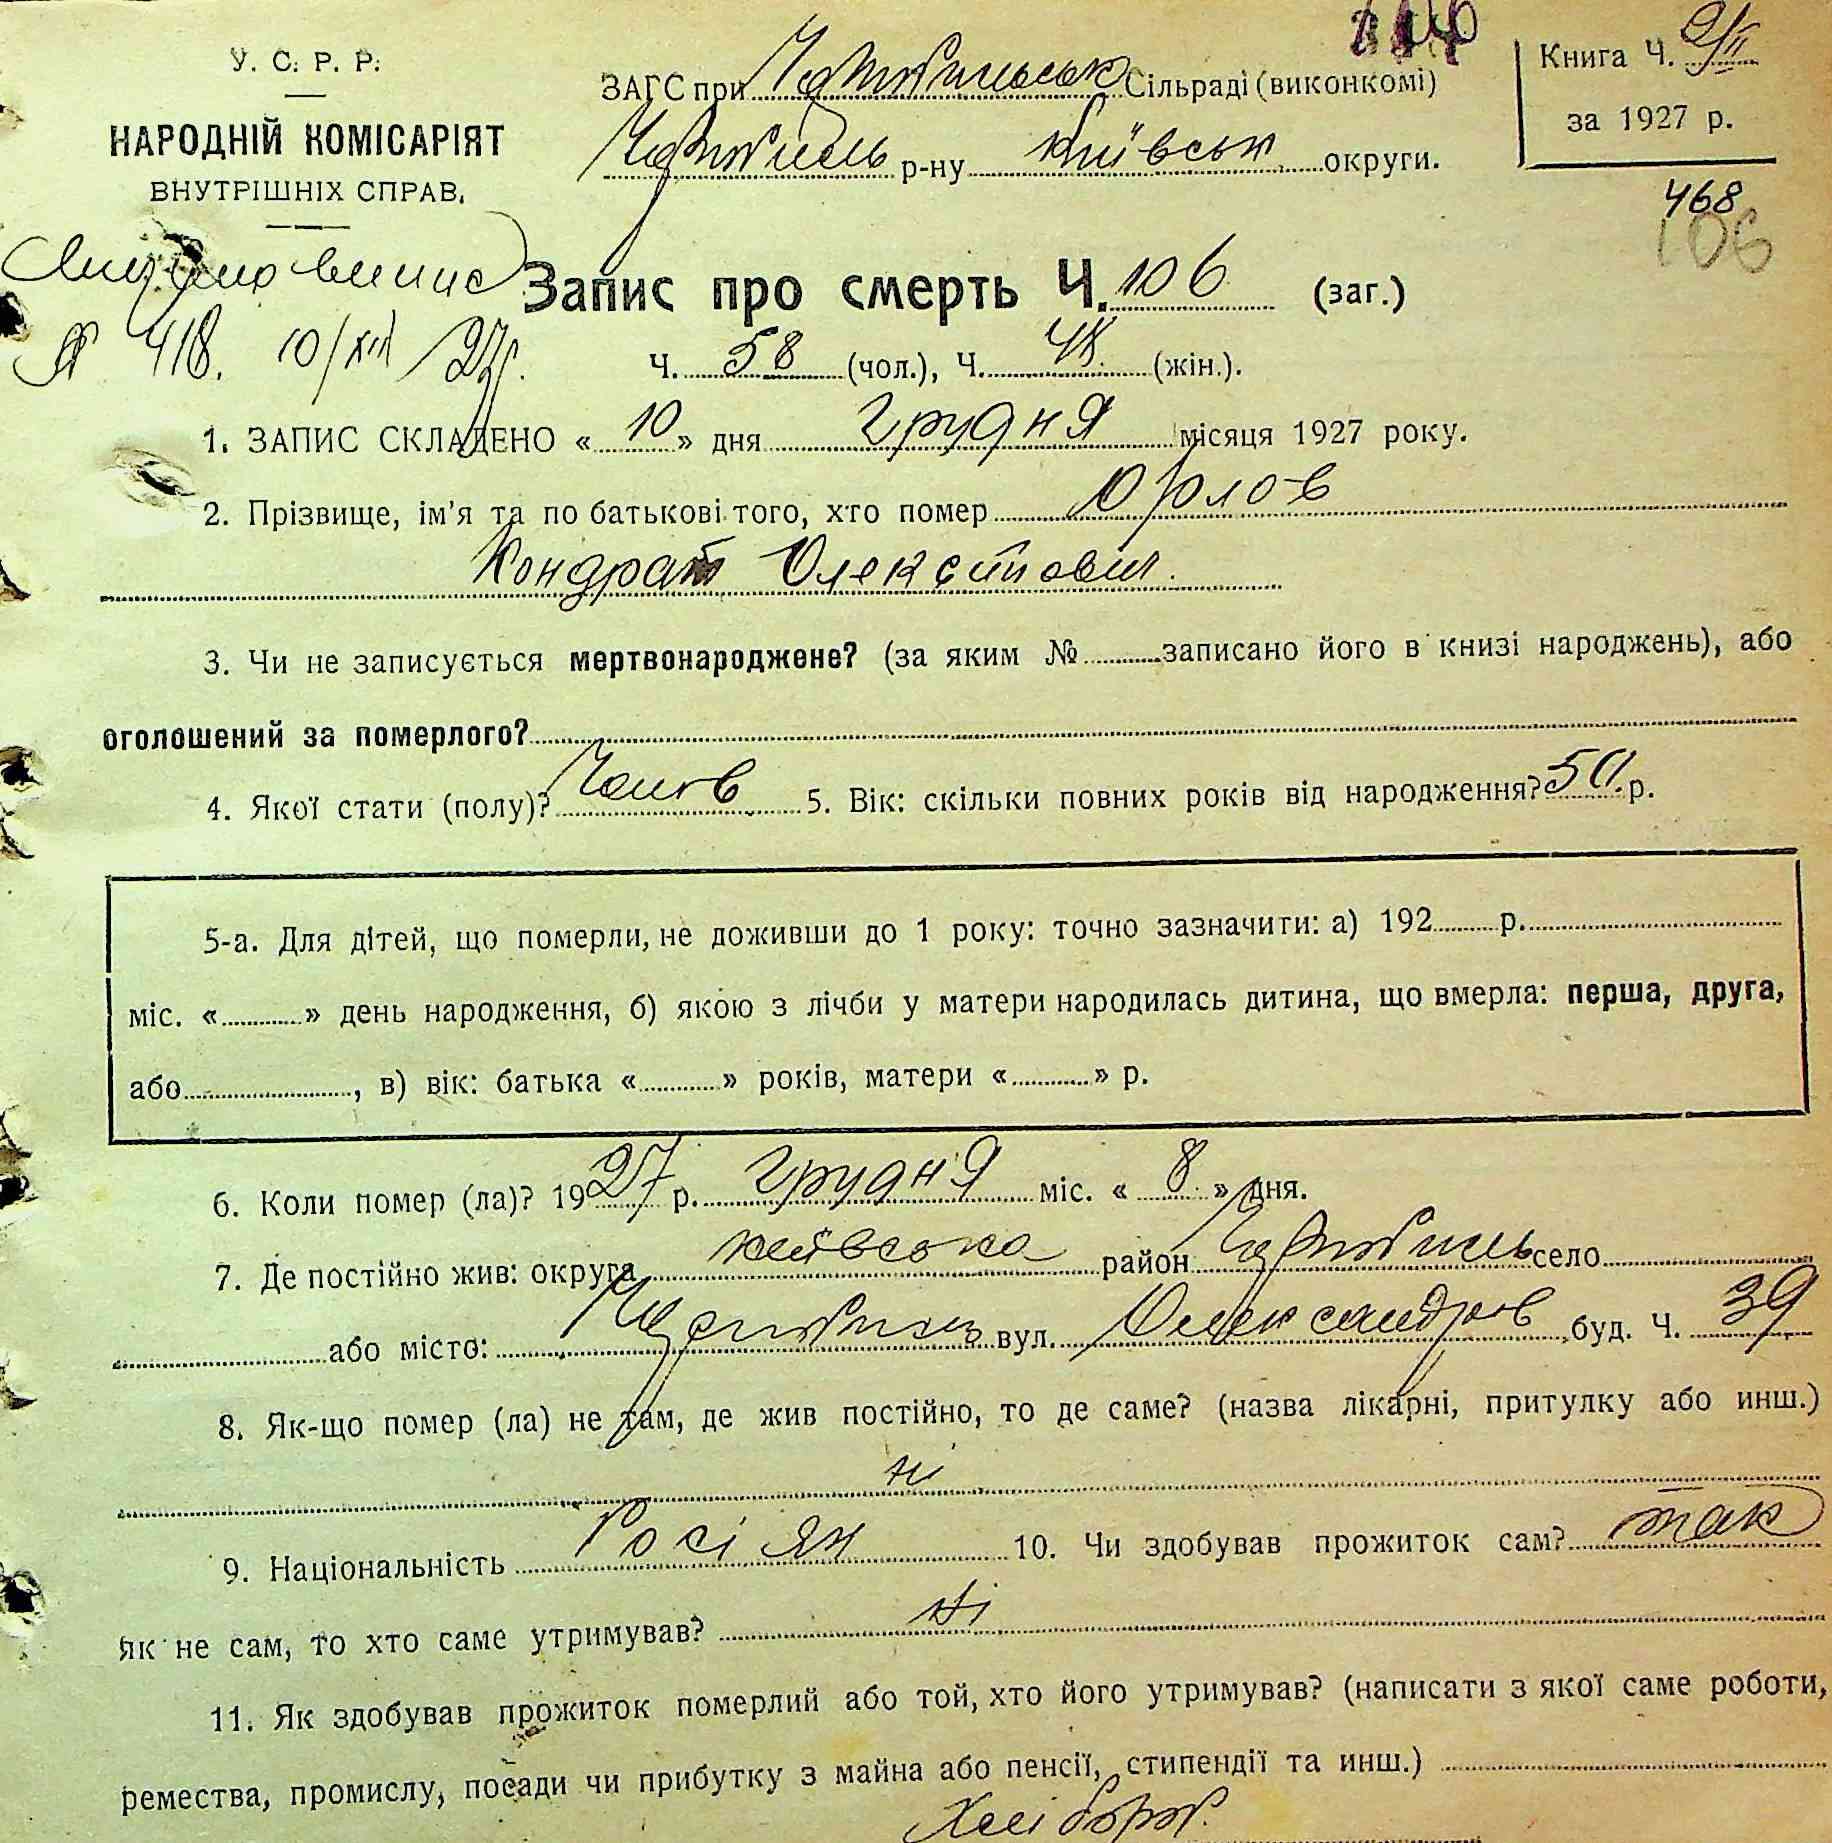 У. С. Р. Р.
НАРОДНІЙ КОМІСАРІЯТ
ВНУТРІШНІХ СПРАВ.
ЗАГС при Чорнобильськ Сільраді (виконкомі)
Чорнобиль р-ну Київськ округи.
Книга Ч.
за 1927 р.
468
106
№ 418. 10/XII 27 р.
Запис про смерть Ч. 106 (заг.)
Ч. 58 (чол.), Ч. 48 (жін.).
1. ЗАПИС СКЛАДЕНО « 10 » дня грудня місяця 1927 року.
2. Прізвище, ім'я та по батькові того, хто помер Орлов
Кондрат
3. Чи не записується мертвонароджене? (за яким № записано його в книзі народжень), або
оголошений за померлого?
4. Якої стати (полу)? Чолов 5. Вік: скільки повних років від народження? 50 р.
5-а. Для дітей, що померли, не доживши до 1 року: точно зазначити: а) 192 р.
міс. « » день народження, б) якою з лічби у матери народилась дитина, що вмерла: перша, друга,
або , в) вік: батька « » років, матери « » р.
6. Коли помер (ла)? 1927 р. грудня міс. « 8 » дня.
7. Де постійно жив: округа київська район Чорнобиль село
або місто: Чорнобиль вул. Олександров буд. Ч. 39
8. Як-що помер (ла) не там, де жив постійно, то де саме? (назва лікарні, притулку або инш.)
ні
9. Національність Росіян 10. Чи здобував прожиток сам? так
Як не сам, то хто саме утримував? ні
11. Як здобував прожиток померлий або той, хто його утримував? (написати з якої саме роботи,
ремества, промислу, посади чи прибутку з майна або пенсії, стипендії та инш.)
Хлібороб.